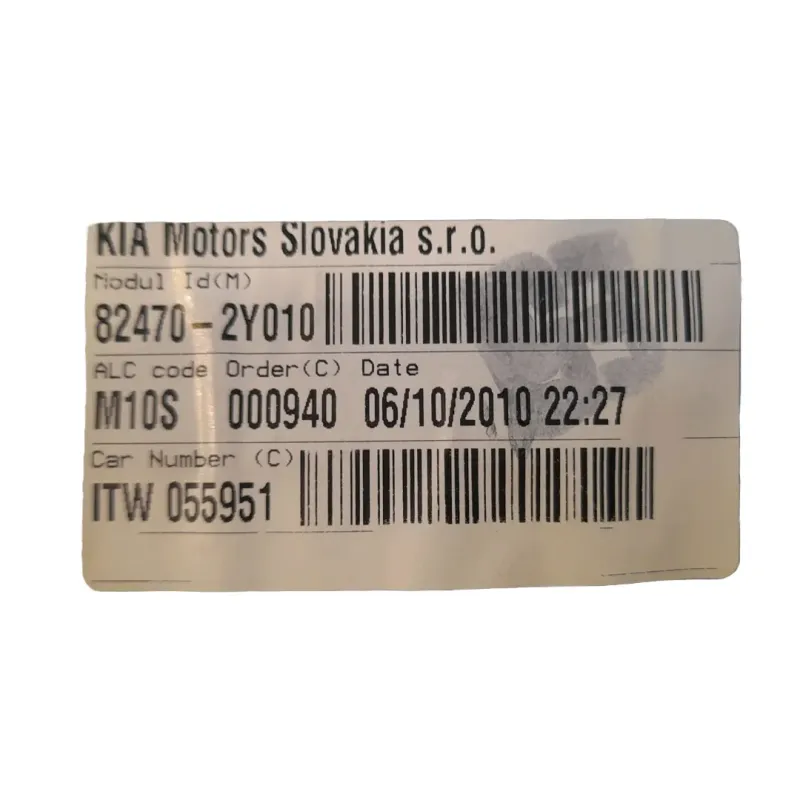 KIA Motors Slovakia s.r.o.
Modul Id(M)
82470-2Y010
ALC code Order(C) Date
M10S 000940 06/10/2010 22:27
Car Number (C)
ITW 055951